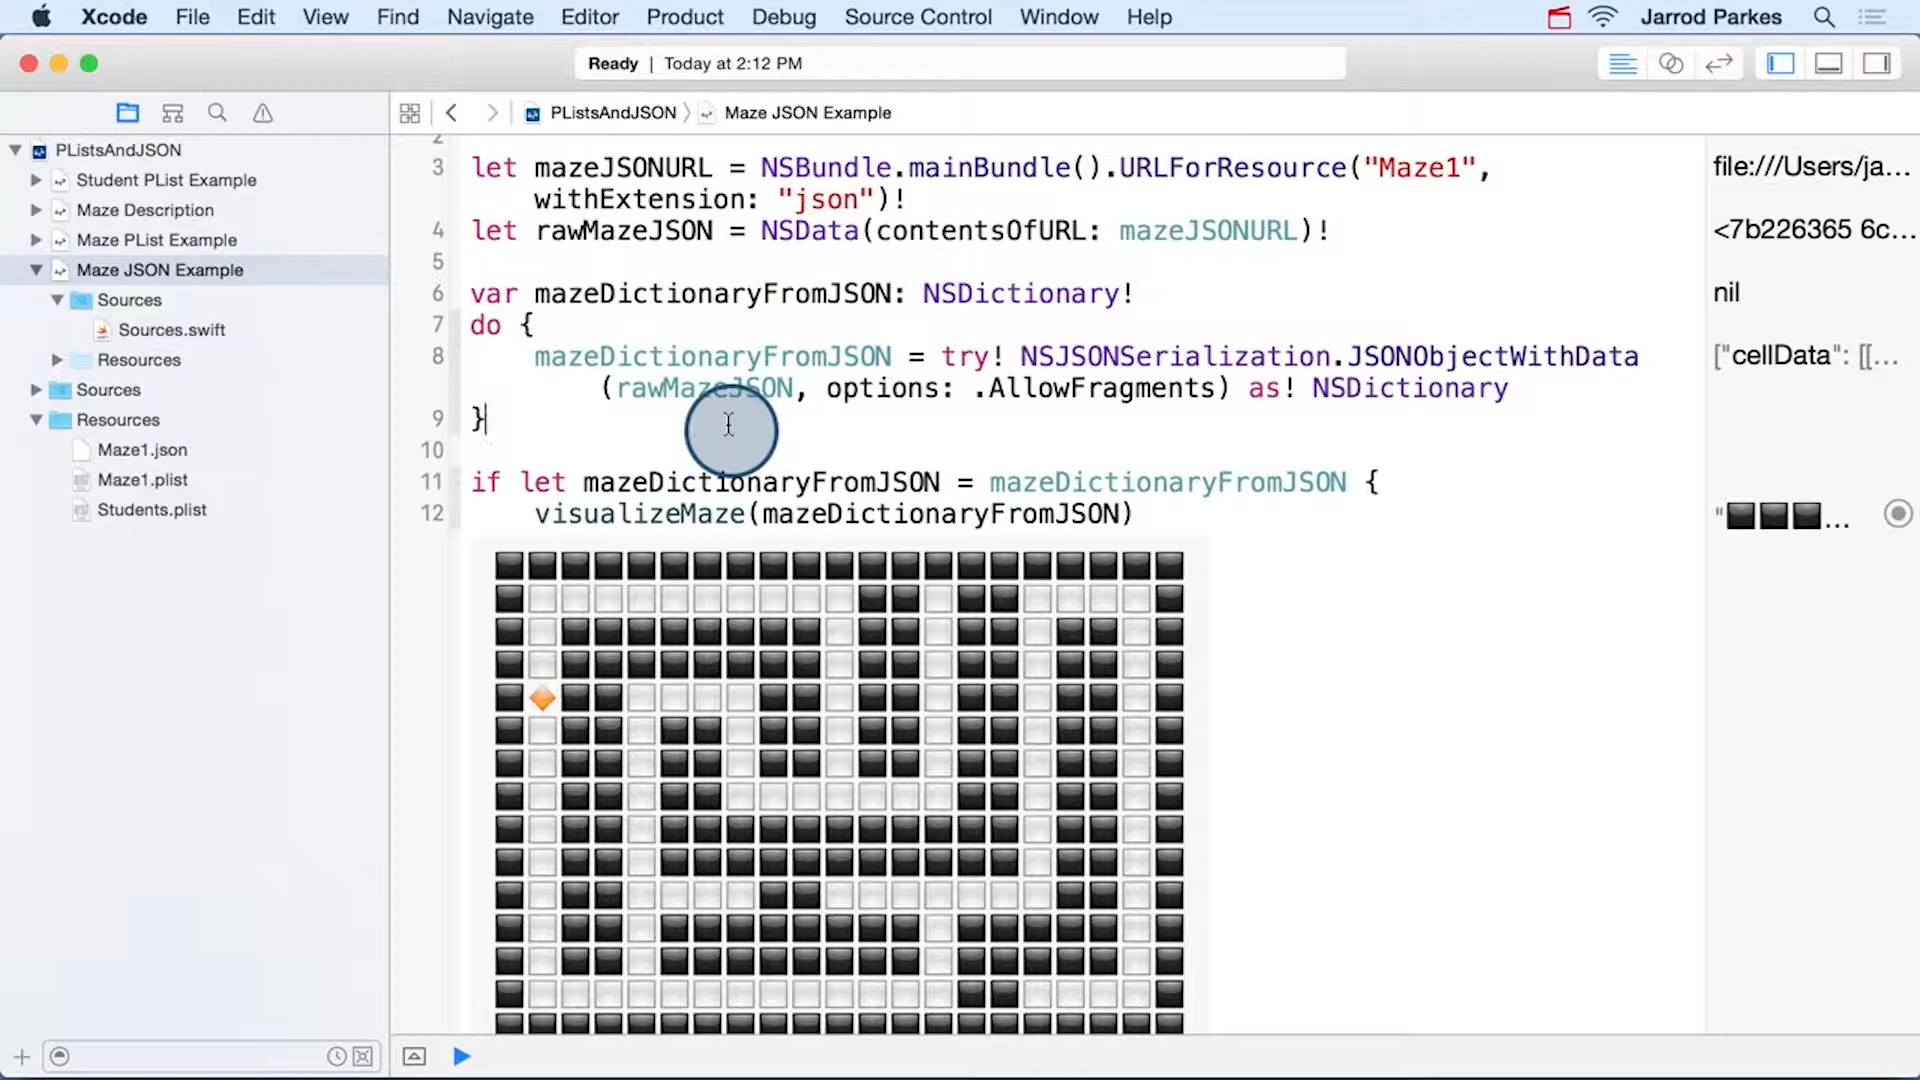 Xcode File Edit View Find Navigate Editor Product Debug Source Control Window Help Jarrod Parkes
Ready | Today at 2:12 PM
PListsAndJSON 〉 Maze JSON Example
PListsAndJSON
Student PList Example
Maze Description
Maze PList Example
Maze JSON Example
Sources
Sources.swift
Resources
Sources
Resources
Maze1.json
Maze1.plist
Students.plist
2
3 let mazeJSONURL = NSBundle.mainBundle().URLForResource("Maze1",
withExtension: "json")!
4 let rawMazeJSON = NSData(contentsOfURL: mazeJSONURL)!
5
6 var mazeDictionaryFromJSON: NSDictionary!
7 do {
8 mazeDictionaryFromJSON = try! NSJSONSerialization.JSONObjectWithData
(rawMazeJSON, options: .AllowFragments) as! NSDictionary
9 }
10
11 if let mazeDictionaryFromJSON = mazeDictionaryFromJSON {
12 visualizeMaze(mazeDictionaryFromJSON)
file:///Users/ja...
<7b226365 6c...
nil
["cellData": [[...
"⬛⬛⬛...